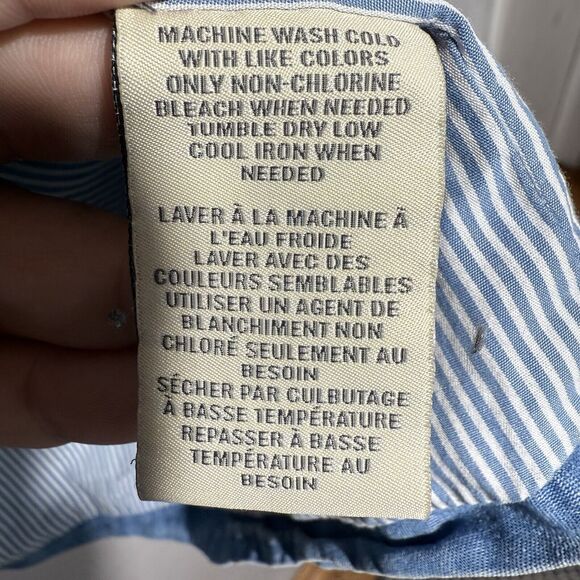 MACHINE WASH COLD
WITH LIKE COLORS
ONLY NON-CHLORINE
BLEACH WHEN NEEDED
TUMBLE DRY LOW
COOL IRON WHEN
NEEDED
LAVER À LA MACHINE À
L'EAU FROIDE
LAVER AVEC DES
COULEURS SEMBLABLES
UTILISER UN AGENT DE
BLANCHIMENT NON
CHLORÉ SEULEMENT AU
BESOIN
SÉCHER PAR CULBUTAGE
À BASSE TEMPÉRATURE
REPASSER À BASSE
TEMPÉRATURE AU
BESOIN